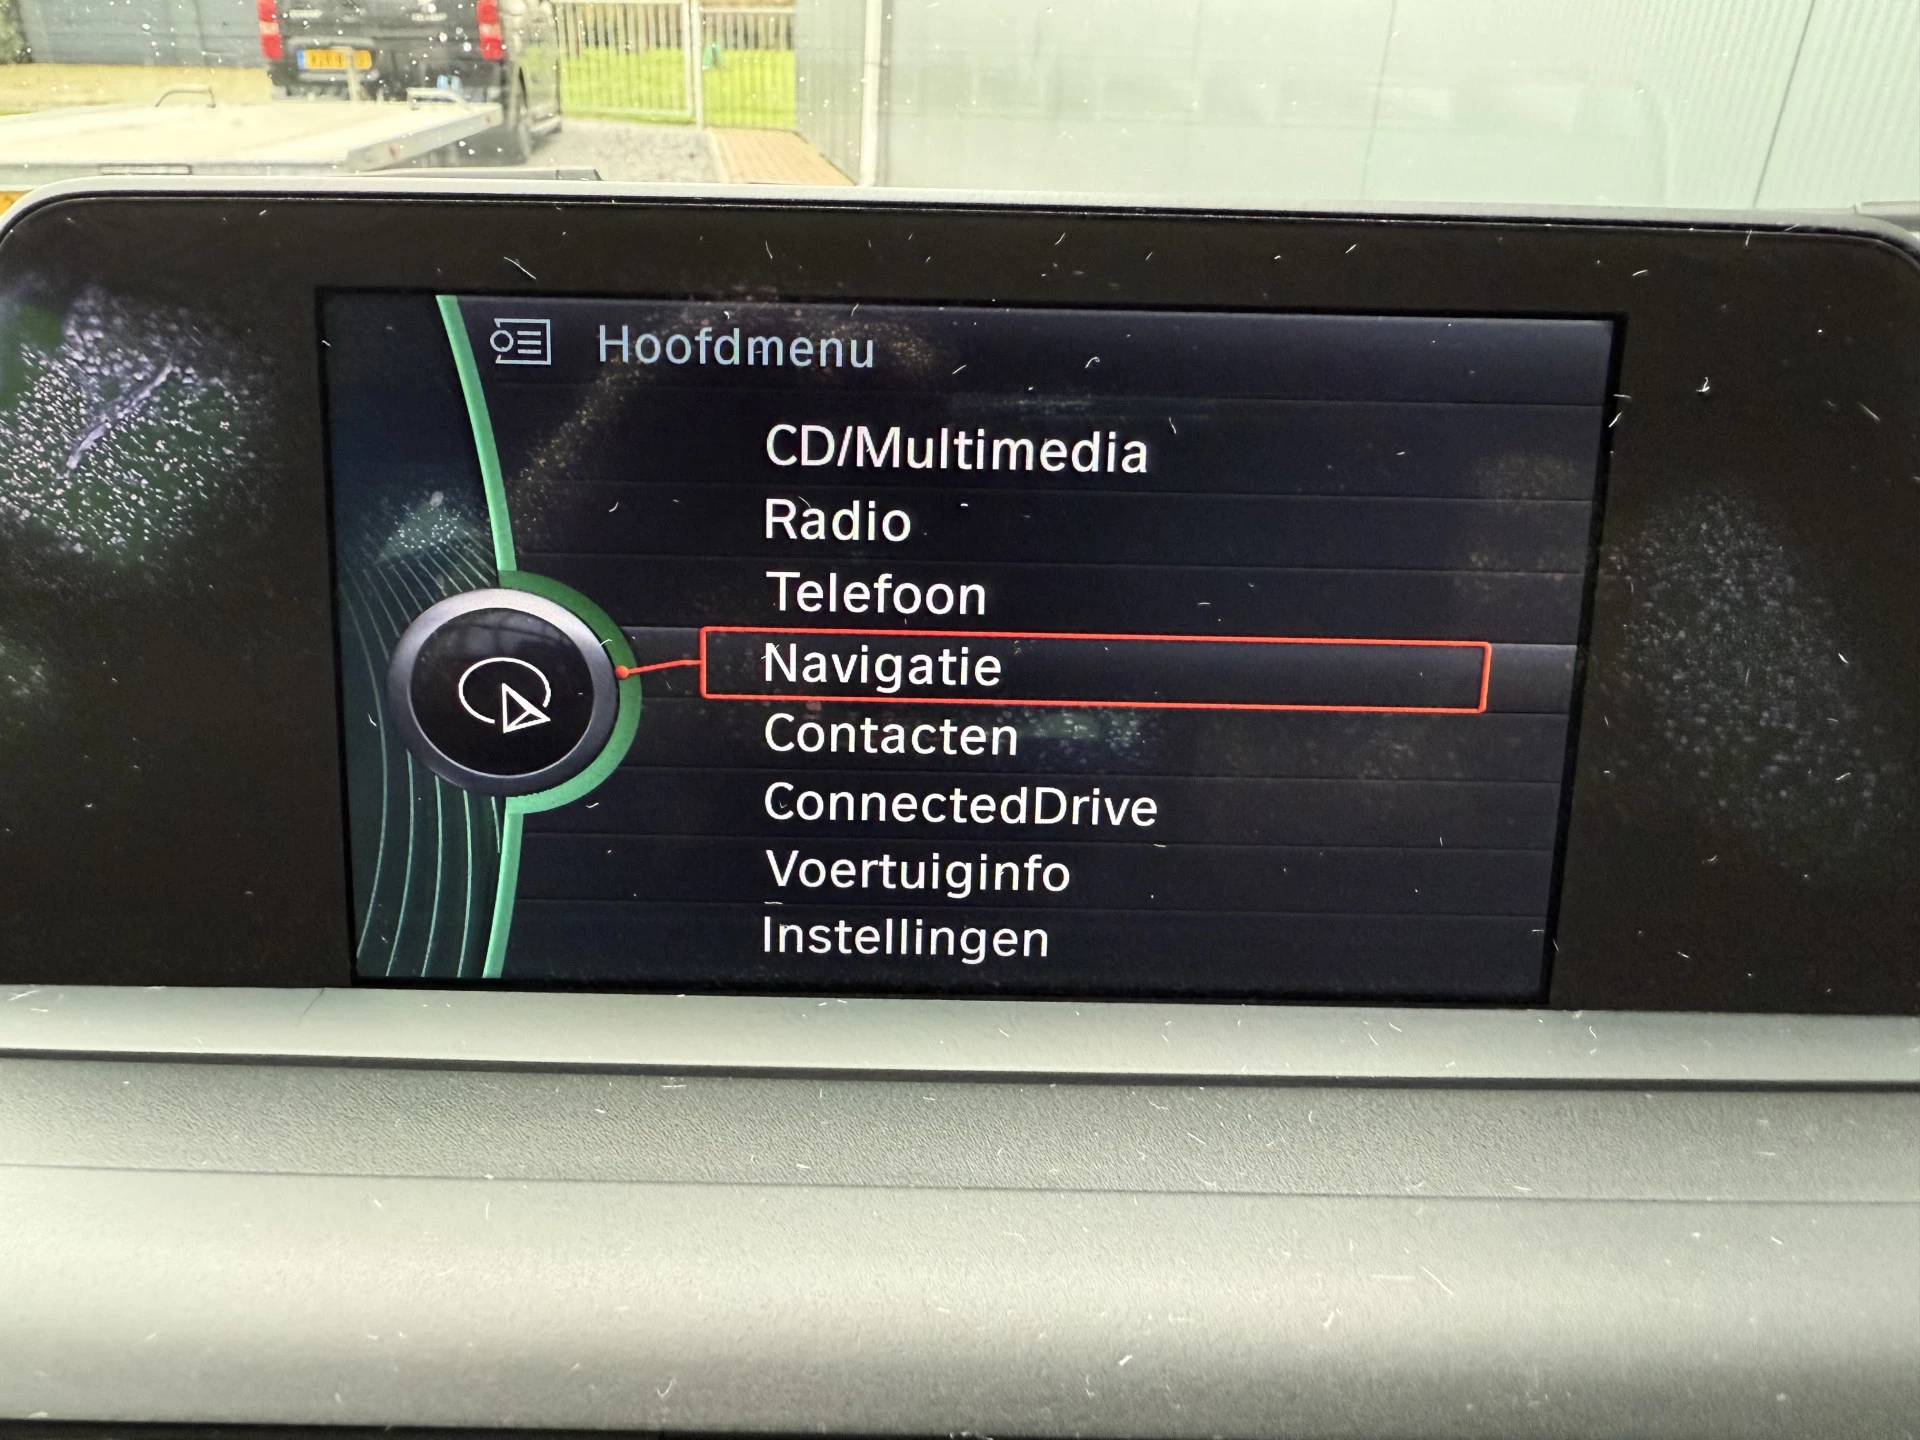 Hoofdmenu
CD/Multimedia
Radio
Telefoon
Navigatie
Contacten
ConnectedDrive
Voertuiginfo
Instellingen